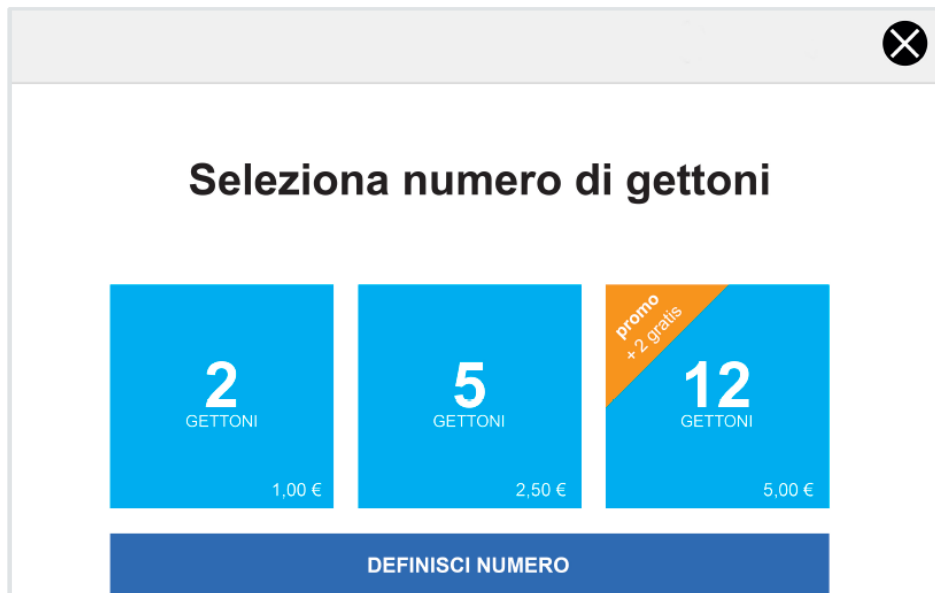 Seleziona numero di gettoni
2
GETTONI
1,00 €
5
GETTONI
2,50 €
promo
+ 2 gratis
12
GETTONI
5,00 €
DEFINISCI NUMERO